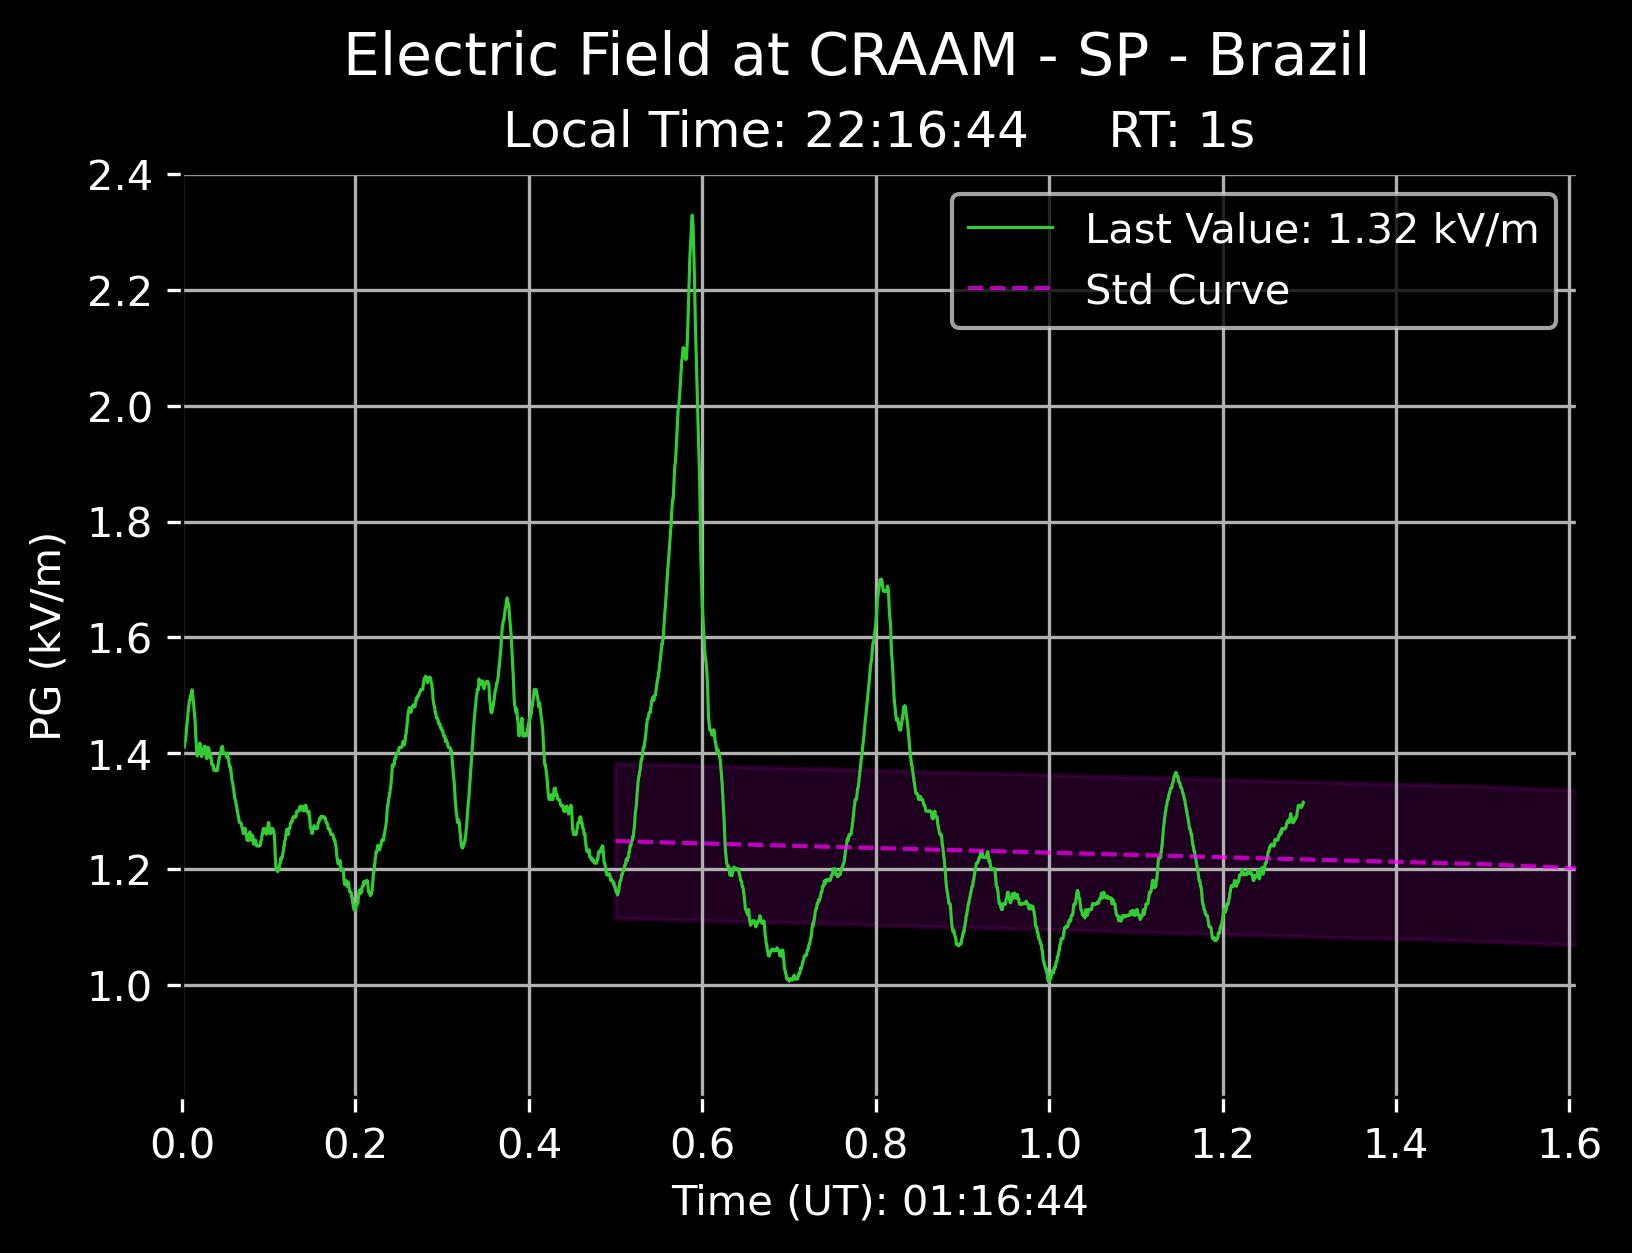 Electric Field at CRAAM - SP - Brazil
Local Time: 22:16:44 RT: 1s
Last Value: 1.32 kV/m
Std Curve
PG (kV/m)
2.4
2.2
2.0
1.8
1.6
1.4
1.2
1.0
0.0 0.2 0.4 0.6 0.8 1.0 1.2 1.4 1.6
Time (UT): 01:16:44